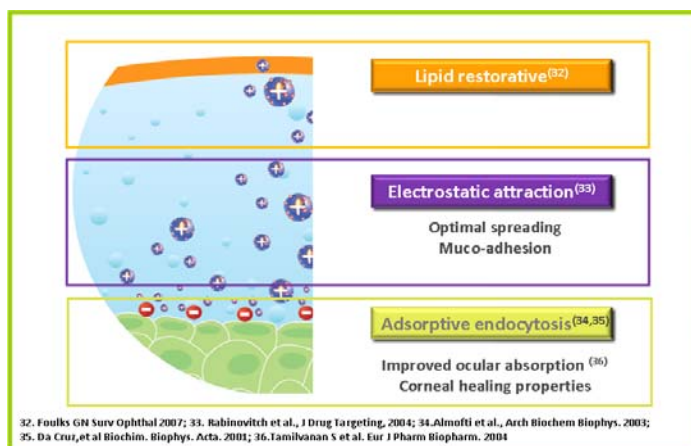 Lipid restorative(32)
Electrostatic attraction(33)
Optimal spreading
Muco-adhesion
Adsorptive endocytosis(34,35)
Improved ocular absorption (36)
Corneal healing properties
32. Foulks GN Surv Ophthal 2007; 33. Rabinovitch et al., J Drug Targeting, 2004; 34.Almofti et al., Arch Biochem Biophys. 2003;
35. Da Cruz,et al Biochim. Biophys. Acta. 2001; 36.Tamilvanan S et al. Eur J Pharm Biopharm. 2004